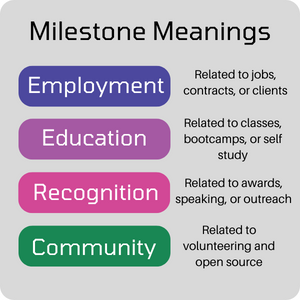 Milestone Meanings
Employment
Related to jobs,
contracts, or clients
Education
Related to classes,
bootcamps, or self
study
Recognition
Related to awards,
speaking, or outreach
Community
Related to
volunteering and
open source